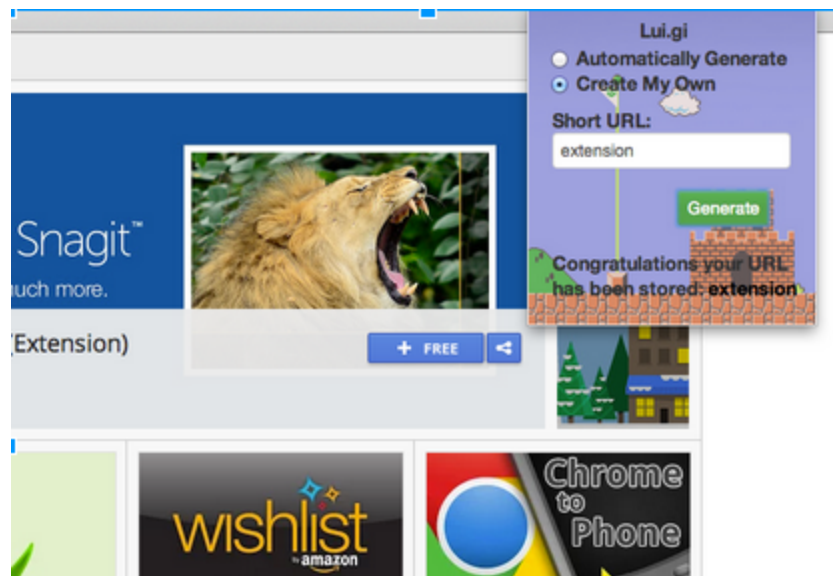 Lui.gi
Automatically Generate
Create My Own
Short URL:
extension
Generate
Congratulations your URL
has been stored: extension
Snagit™
uch more.
(Extension)
+ FREE
wishlist
by amazon
Chrome
to
Phone